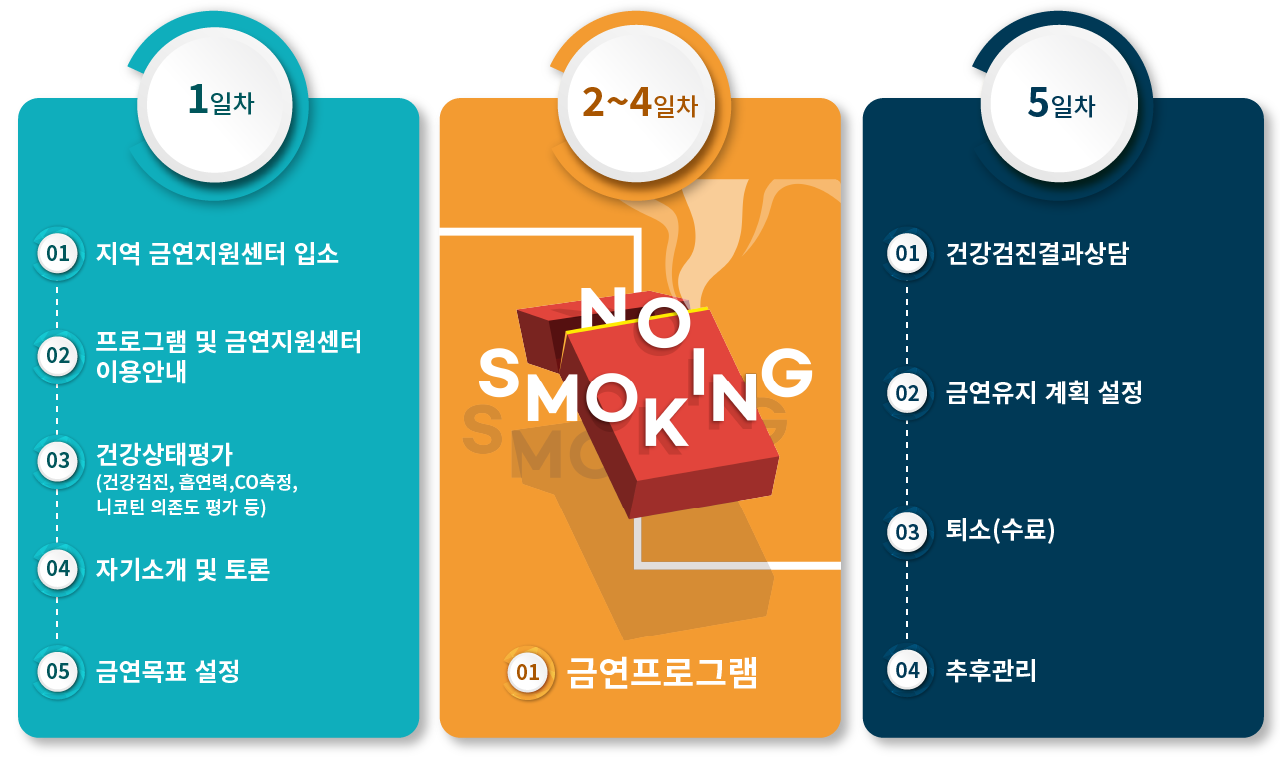 1일차
01 지역 금연지원센터 입소
02 프로그램 및 금연지원센터
이용안내
03 건강상태평가
(건강검진, 흡연력,CO측정,
니코틴 의존도 평가 등)
04 자기소개 및 토론
05 금연목표 설정
2~4일차
NO
SMOKING
01 금연프로그램
5일차
01 건강검진결과상담
02 금연유지 계획 설정
03 퇴소(수료)
04 추후관리